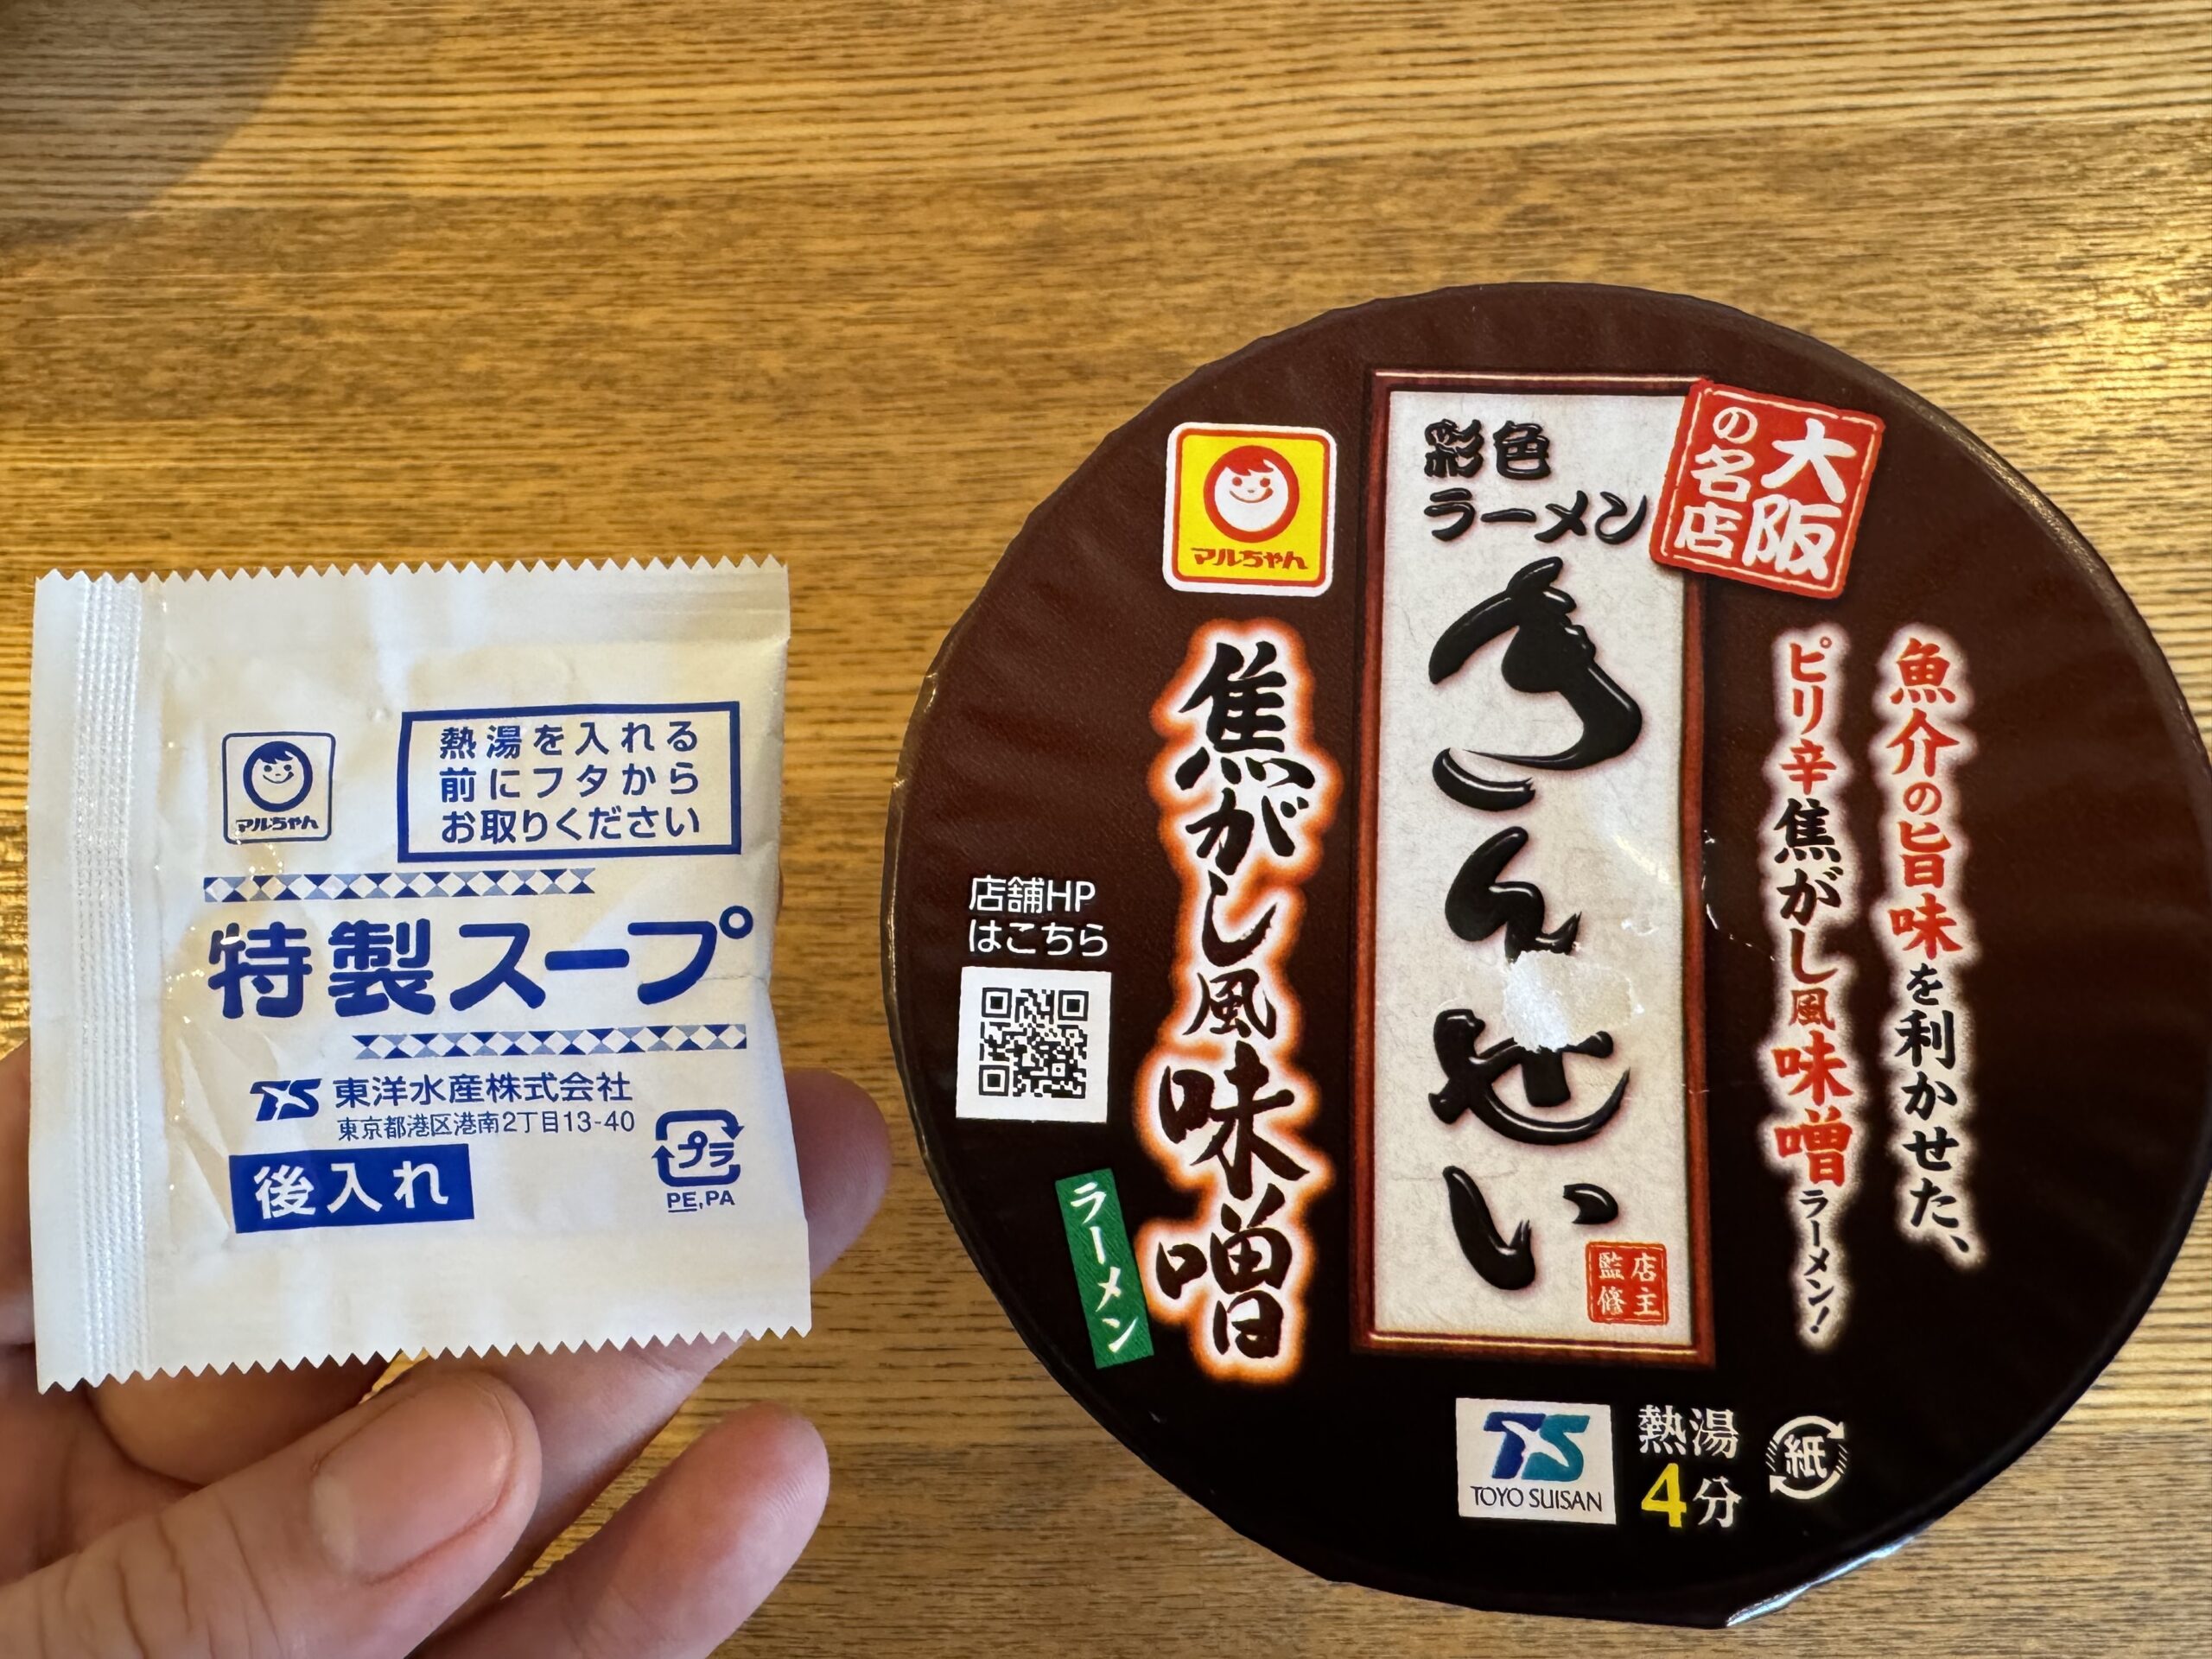 マルちゃん
熱湯を入れる
前にフタから
お取りください
特製スープ
TS 東洋水産株式会社
東京都港区港南2丁目13-40
後入れ
プラ
PE,PA
マルちゃん
彩色
ラーメン
きんせい
大阪
の名店
魚介の旨味を利かせた、
ピリ辛焦がし風味噌ラーメン!
焦がし風味噌
店舗HP
はこちら
ラーメン
店主
監修
TS
TOYO SUISAN
熱湯
4分
紙